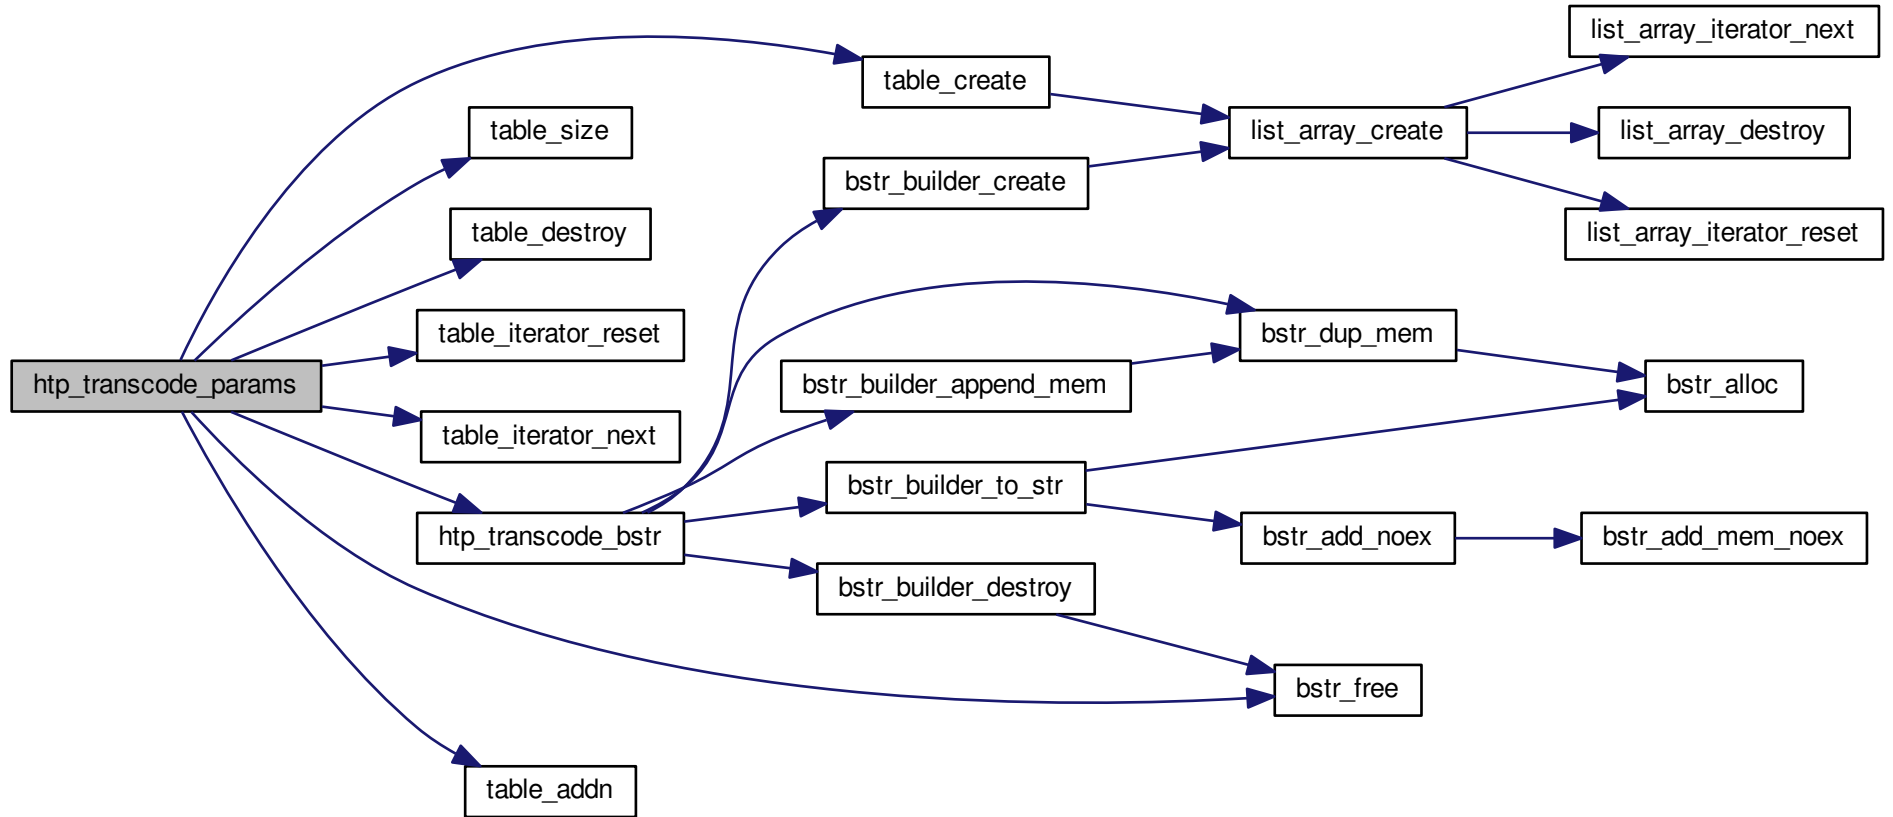 list_array_iterator_next
table_create
table_size
list_array_create
list_array_destroy
bstr_builder_create
table_destroy
list_array_iterator_reset
table_iterator_reset
bstr_dup_mem
htp_transcode_params
bstr_builder_append_mem
bstr_alloc
table_iterator_next
bstr_builder_to_str
htp_transcode_bstr
bstr_add_noex
bstr_add_mem_noex
bstr_builder_destroy
bstr_free
table_addn